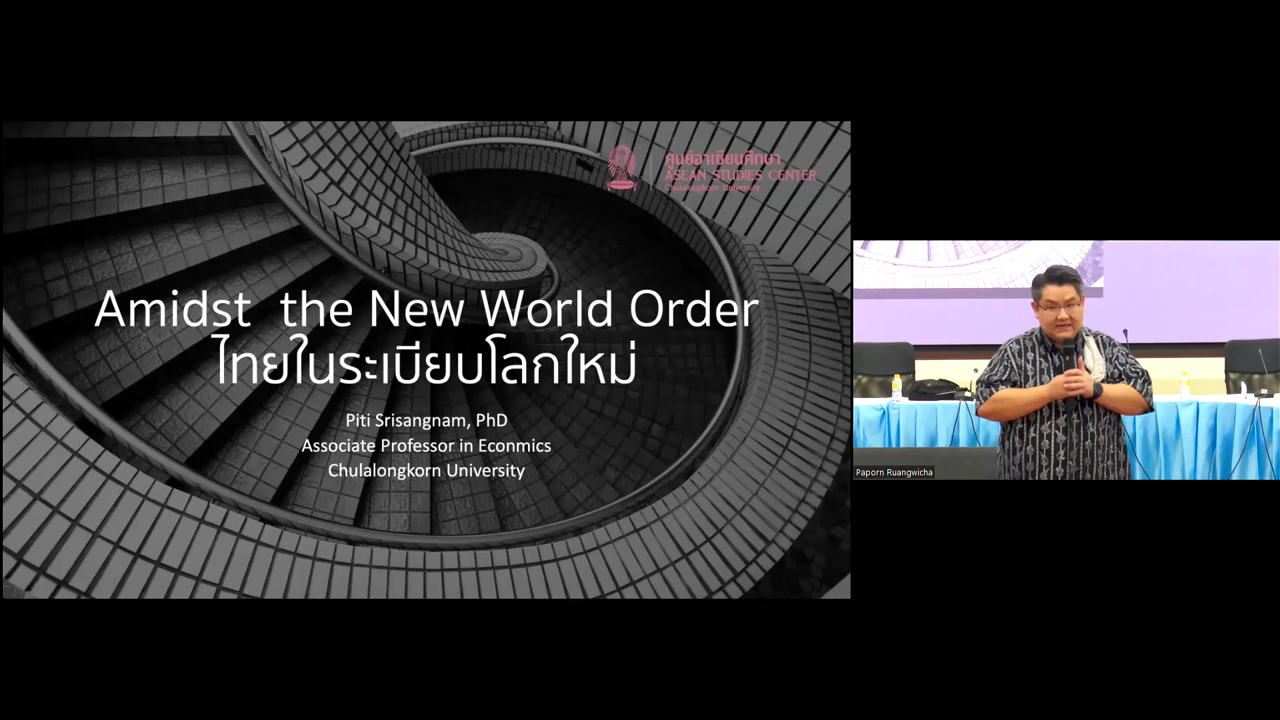 ศูนย์อาเซียนศึกษา
ASEAN STUDIES CENTER
Chulalongkorn University
Amidst the New World Order
ไทยในระเบียบโลกใหม่
Piti Srisangnam, PhD
Associate Professor in Econmics
Chulalongkorn University
Paporn Ruangwicha